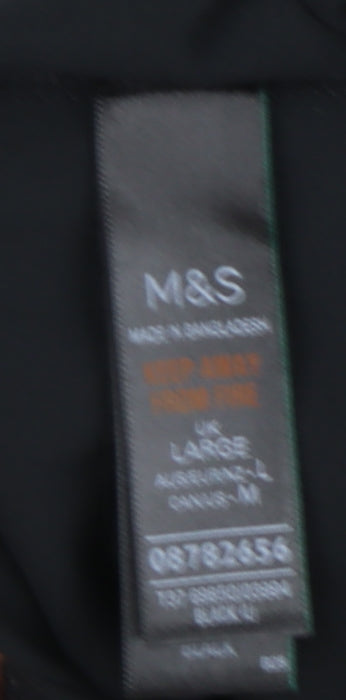 M&S
MADE IN BANGLADESH
KEEP AWAY
FROM FIRE
UK
LARGE
AUS/EUR/NZ-L
CAN/US-M
08782656
BLACK